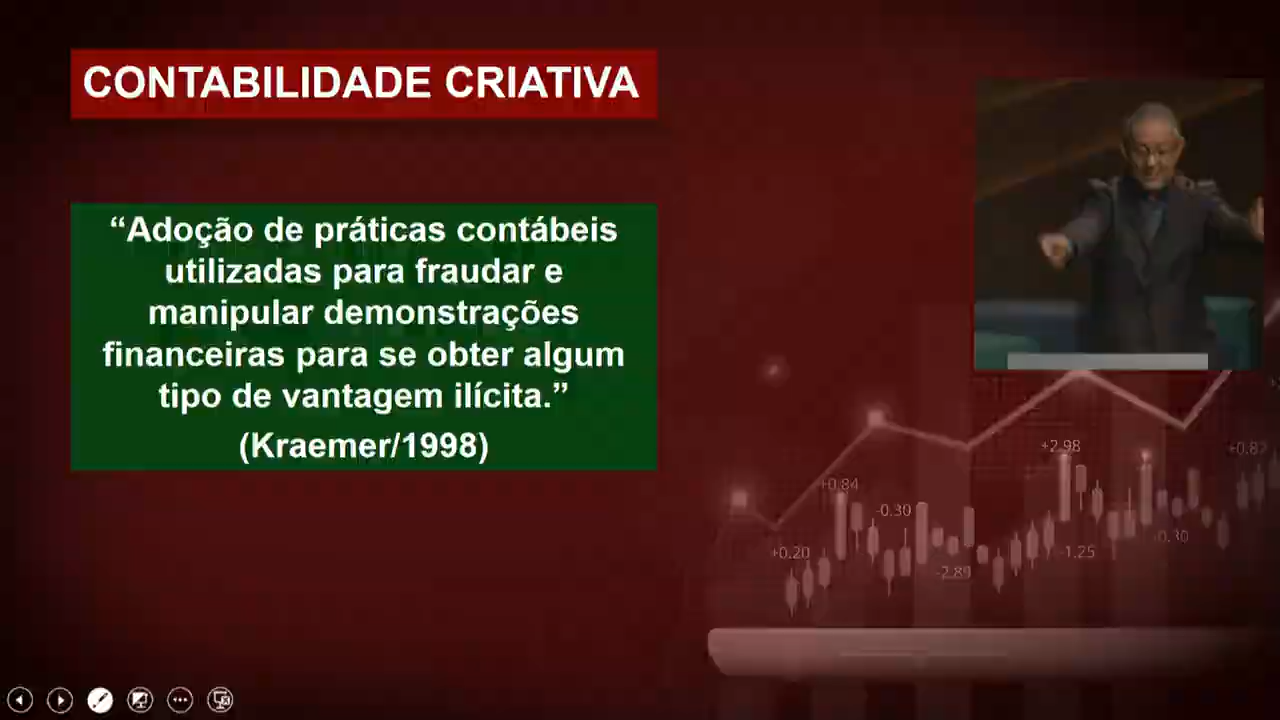 CONTABILIDADE CRIATIVA
“Adoção de práticas contábeis
utilizadas para fraudar e
manipular demonstrações
financeiras para se obter algum
tipo de vantagem ilícita.”
(Kraemer/1998)
+2.98
+0.82
+0.84
-0.30
-0.30
+0.20
-1.25
-2.89